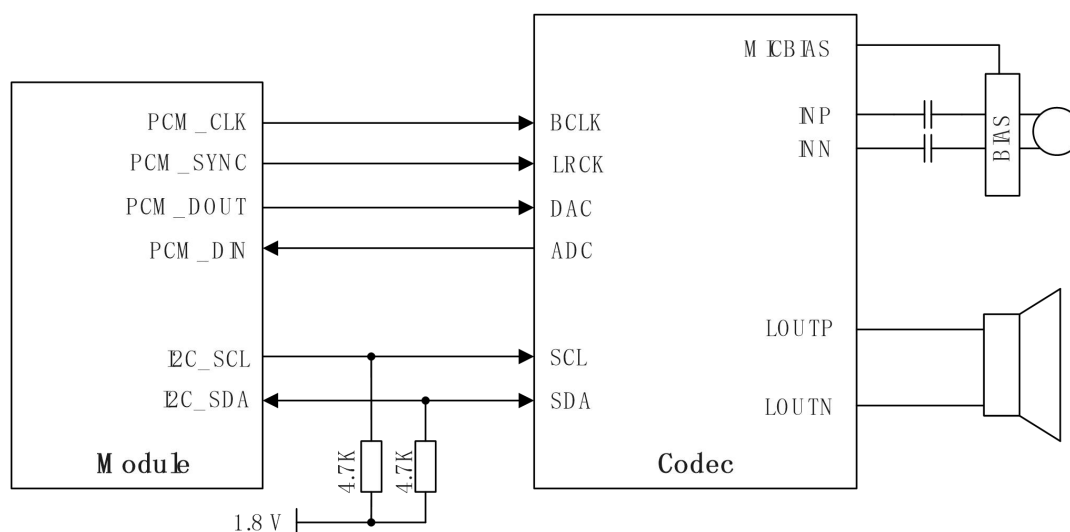 PCM_CLK
PCM_SYNC
PCM_DOUT
PCM_DIN
I2C_SCL
I2C_SDA
Module
4.7K
4.7K
1.8 V
BCLK
LRCK
DAC
ADC
SCL
SDA
Codec
MICBIAS
INP
INN
LOUTP
LOUTN
BIAS